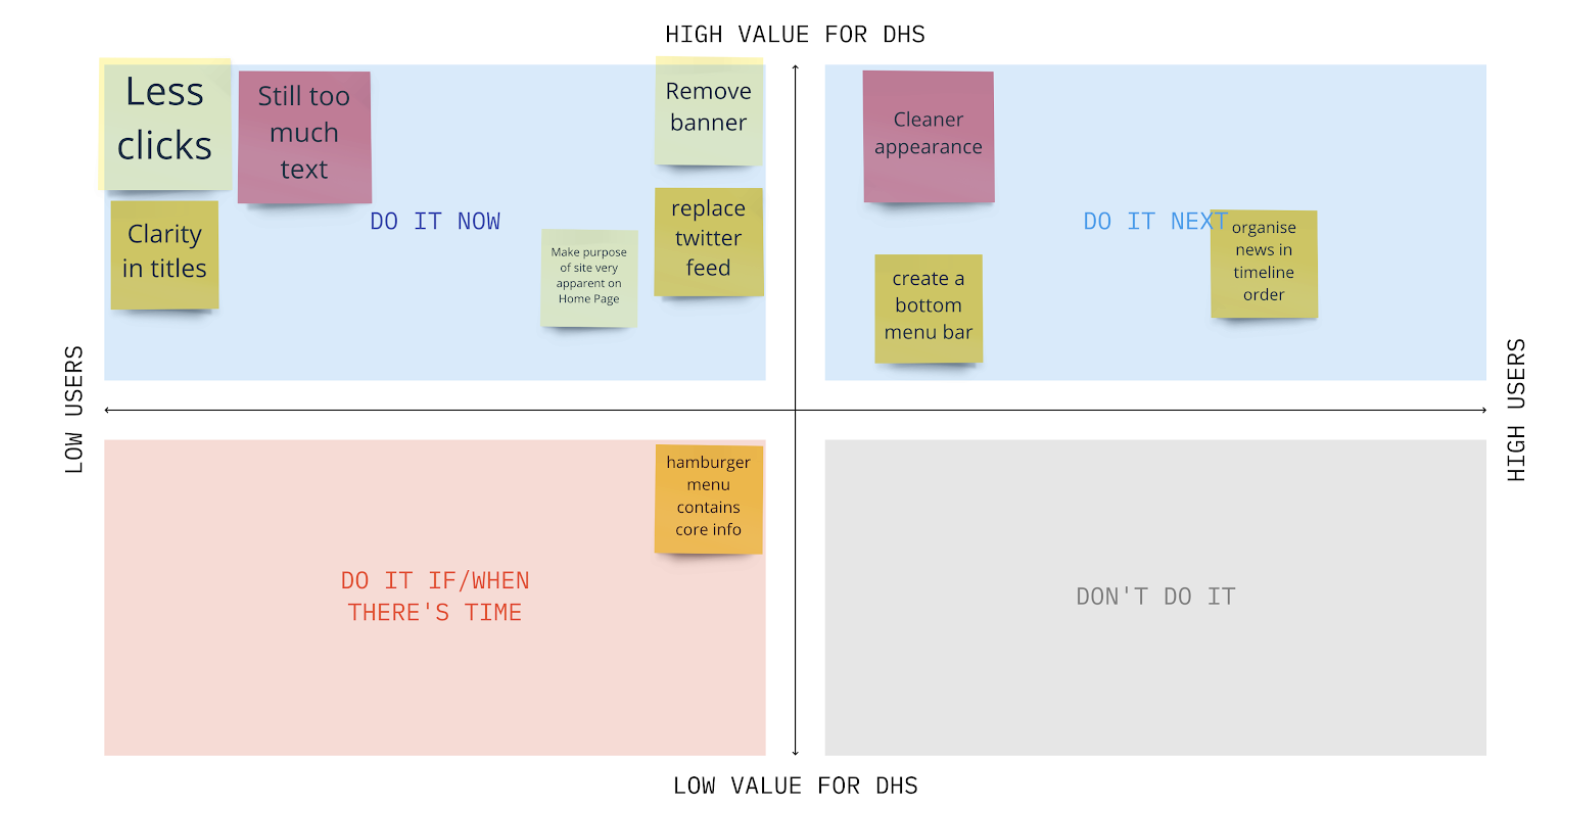 HIGH VALUE FOR DHS
Less
clicks
Still too
much
text
Remove
banner
Clarity
in titles
DO IT NOW
Make purpose
of site very
apparent on
Home Page
replace
twitter
feed
Cleaner
appearance
DO IT NEXT
create a
bottom
menu bar
organise
news in
timeline
order
LOW USERS
HIGH USERS
hamburger
menu
contains
core info
DO IT IF/WHEN
THERE'S TIME
DON'T DO IT
LOW VALUE FOR DHS